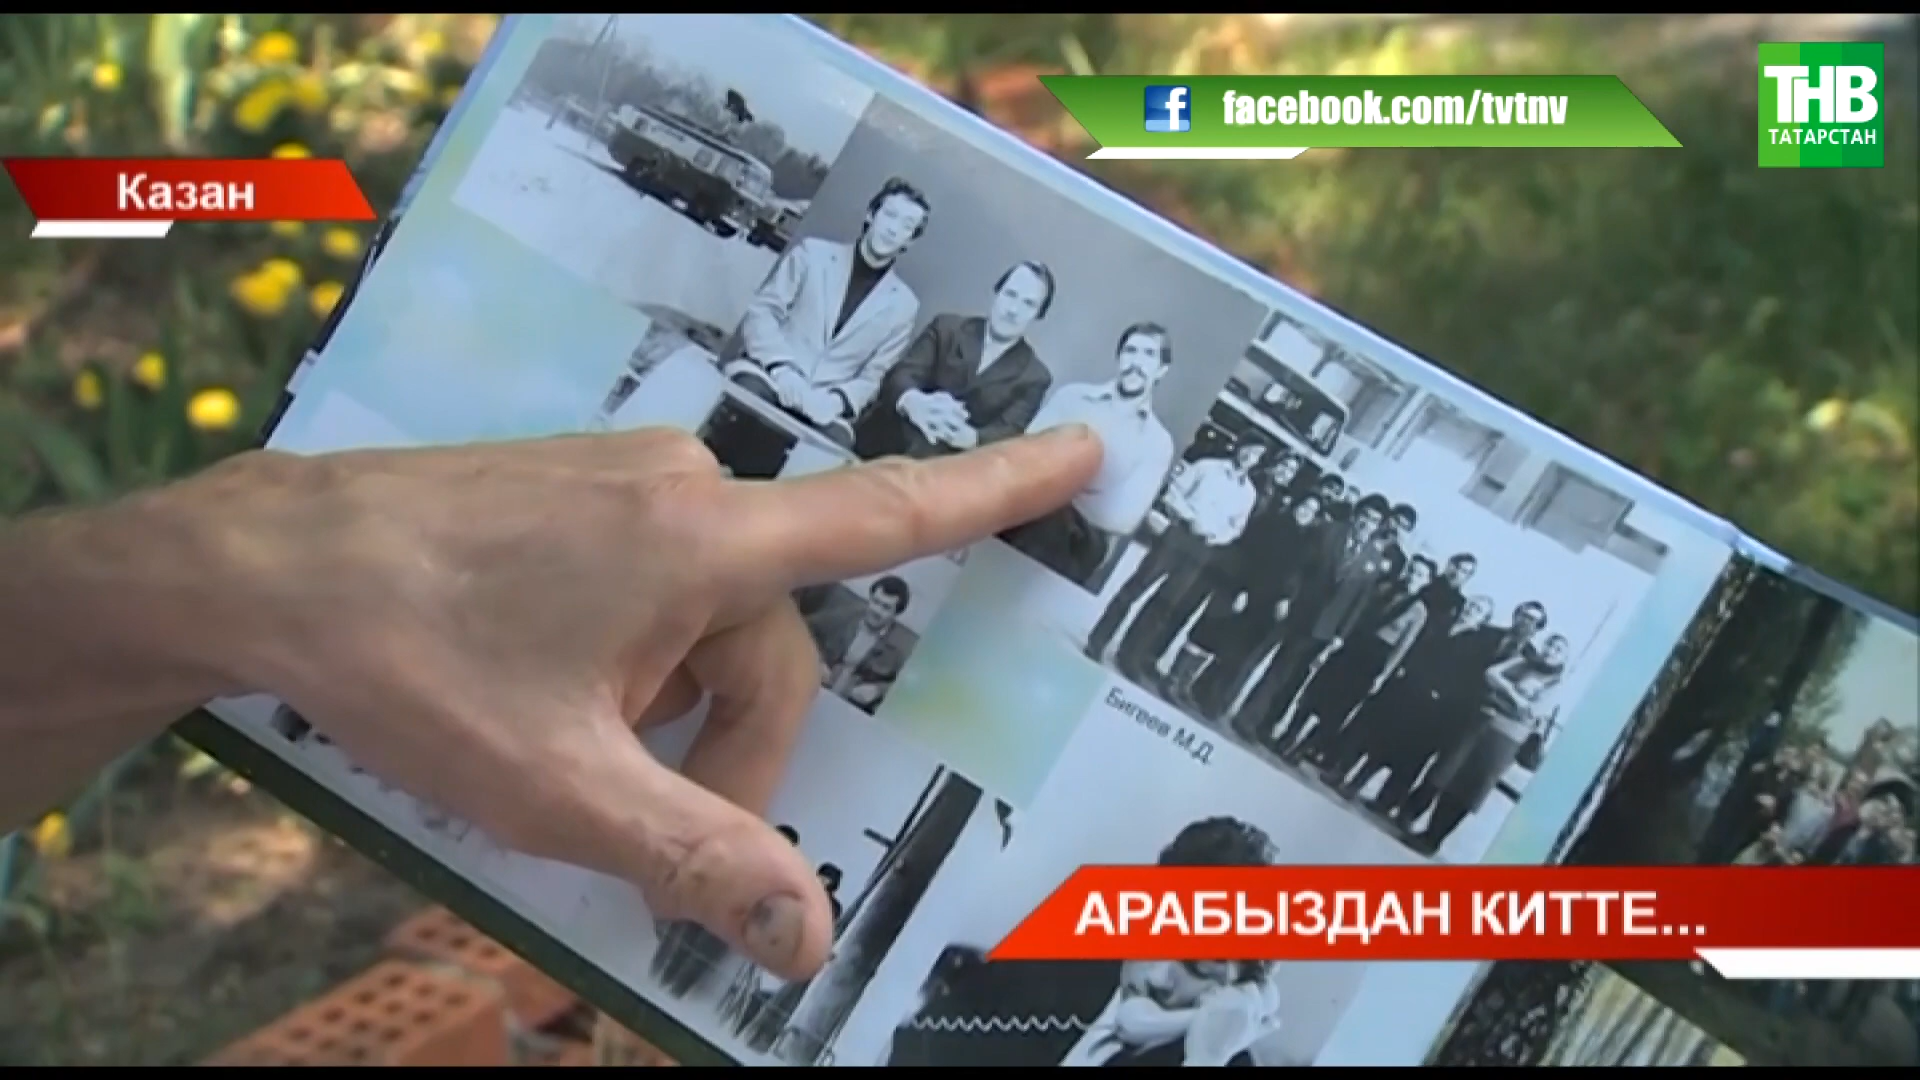 facebook.com/tvtnv
ТНВ
ТАТАРСТАН
Казан
Бигеев М.Д.
АРАБЫЗДАН КИТТЕ...